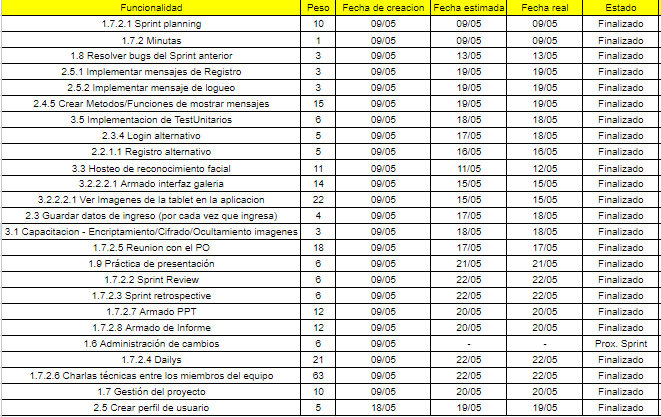 Funcionalidad Peso Fecha de creacion Fecha estimada Fecha real Estado
1.7.2.1 Sprint planning 10 09/05 09/05 09/05 Finalizado
1.7.2 Minutas 1 09/05 09/05 09/05 Finalizado
1.8 Resolver bugs del Sprint anterior 3 09/05 13/05 13/05 Finalizado
2.5.1 Implementar mensajes de Registro 3 09/05 19/05 19/05 Finalizado
2.5.2 Implementar mensaje de logueo 3 09/05 19/05 19/05 Finalizado
2.4.5 Crear Metodos/Funciones de mostrar mensajes 15 09/05 19/05 19/05 Finalizado
3.5 Implementacion de TestUnitarios 6 09/05 18/05 18/05 Finalizado
2.3.4 Login alternativo 5 09/05 17/05 18/05 Finalizado
2.2.1.1 Registro alternativo 5 09/05 16/05 16/05 Finalizado
3.3 Hosteo de reconocimiento facial 11 09/05 11/05 12/05 Finalizado
3.2.2.2.1 Armado interfaz galeria 14 09/05 15/05 15/05 Finalizado
3.2.2.2.1 Ver Imagenes de la tablet en la aplicacion 22 09/05 15/05 15/05 Finalizado
2.3 Guardar datos de ingreso (por cada vez que ingresa) 4 09/05 17/05 18/05 Finalizado
3.1 Capacitacion - Encriptamiento/Cifrado/Ocultamiento imagenes 3 09/05 18/05 18/05 Finalizado
1.7.2.5 Reunion con el PO 18 09/05 17/05 17/05 Finalizado
1.9 Práctica de presentación 6 09/05 21/05 21/05 Finalizado
1.7.2.2 Sprint Review 6 09/05 22/05 22/05 Finalizado
1.7.2.3 Sprint retrospective 6 09/05 22/05 22/05 Finalizado
1.7.2.7 Armado PPT 12 09/05 20/05 20/05 Finalizado
1.7.2.8 Armado de Informe 12 09/05 20/05 20/05 Finalizado
1.6 Administración de cambios 6 09/05 - - Prox. Sprint
1.7.2.4 Dailys 21 09/05 22/05 22/05 Finalizado
1.7.2.6 Charlas técnicas entre los miembros del equipo 63 09/05 22/05 22/05 Finalizado
1.7 Gestión del proyecto 10 09/05 20/05 20/05 Finalizado
2.5 Crear perfil de usuario 5 18/05 19/05 19/05 Finalizado